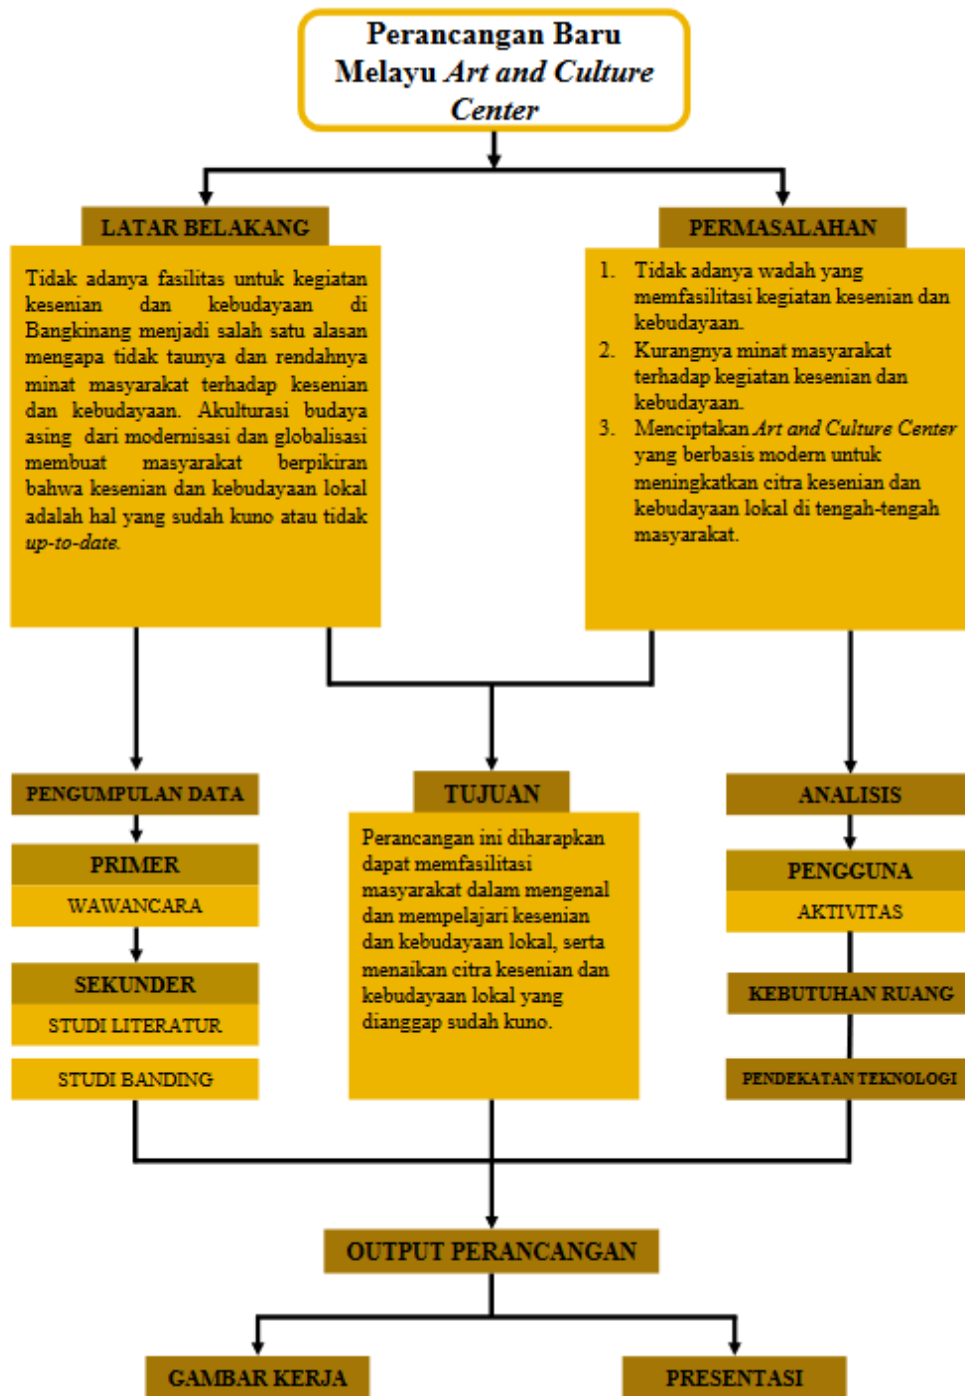 Perancangan Baru
Melayu Art and Culture
Center
LATAR BELAKANG
Tidak adanya fasilitas untuk kegiatan
kesenian dan kebudayaan di
Bangkinang menjadi salah satu alasan
mengapa tidak taunya dan rendahnya
minat masyarakat terhadap kesenian
dan kebudayaan. Akulturasi budaya
asing dari modernisasi dan globalisasi
membuat masyarakat berpikiran
bahwa kesenian dan kebudayaan lokal
adalah hal yang sudah kuno atau tidak
up-to-date.
PERMASALAHAN
1. Tidak adanya wadah yang
memfasilitasi kegiatan kesenian dan
kebudayaan.
2. Kurangnya minat masyarakat
terhadap kegiatan kesenian dan
kebudayaan.
3. Menciptakan Art and Culture Center
yang berbasis modern untuk
meningkatkan citra kesenian dan
kebudayaan lokal di tengah-tengah
masyarakat.
PENGUMPULAN DATA
PRIMER
WAWANCARA
SEKUNDER
STUDI LITERATUR
STUDI BANDING
TUJUAN
Perancangan ini diharapkan
dapat memfasilitasi
masyarakat dalam mengenal
dan mempelajari kesenian
dan kebudayaan lokal, serta
menaikan citra kesenian dan
kebudayaan lokal yang
dianggap sudah kuno.
ANALISIS
PENGGUNA
AKTIVITAS
KEBUTUHAN RUANG
PENDEKATAN TEKNOLOGI
OUTPUT PERANCANGAN
GAMBAR KERJA
PRESENTASI